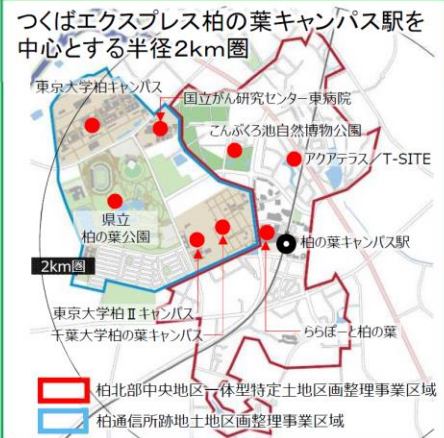 つくばエクスプレス柏の葉キャンパス駅を
中心とする半径2km圏
東京大学柏キャンパス
国立がん研究センター東病院
こんぶくろ池自然博物公園
アクアテラス/T-SITE
県立
柏の葉公園
柏の葉キャンパス駅
2km圏
東京大学柏Ⅱキャンパス
千葉大学柏の葉キャンパス
ららぽーと柏の葉
柏北部中央地区一体型特定土地区画整理事業区域
柏通信所跡地土地区画整理事業区域